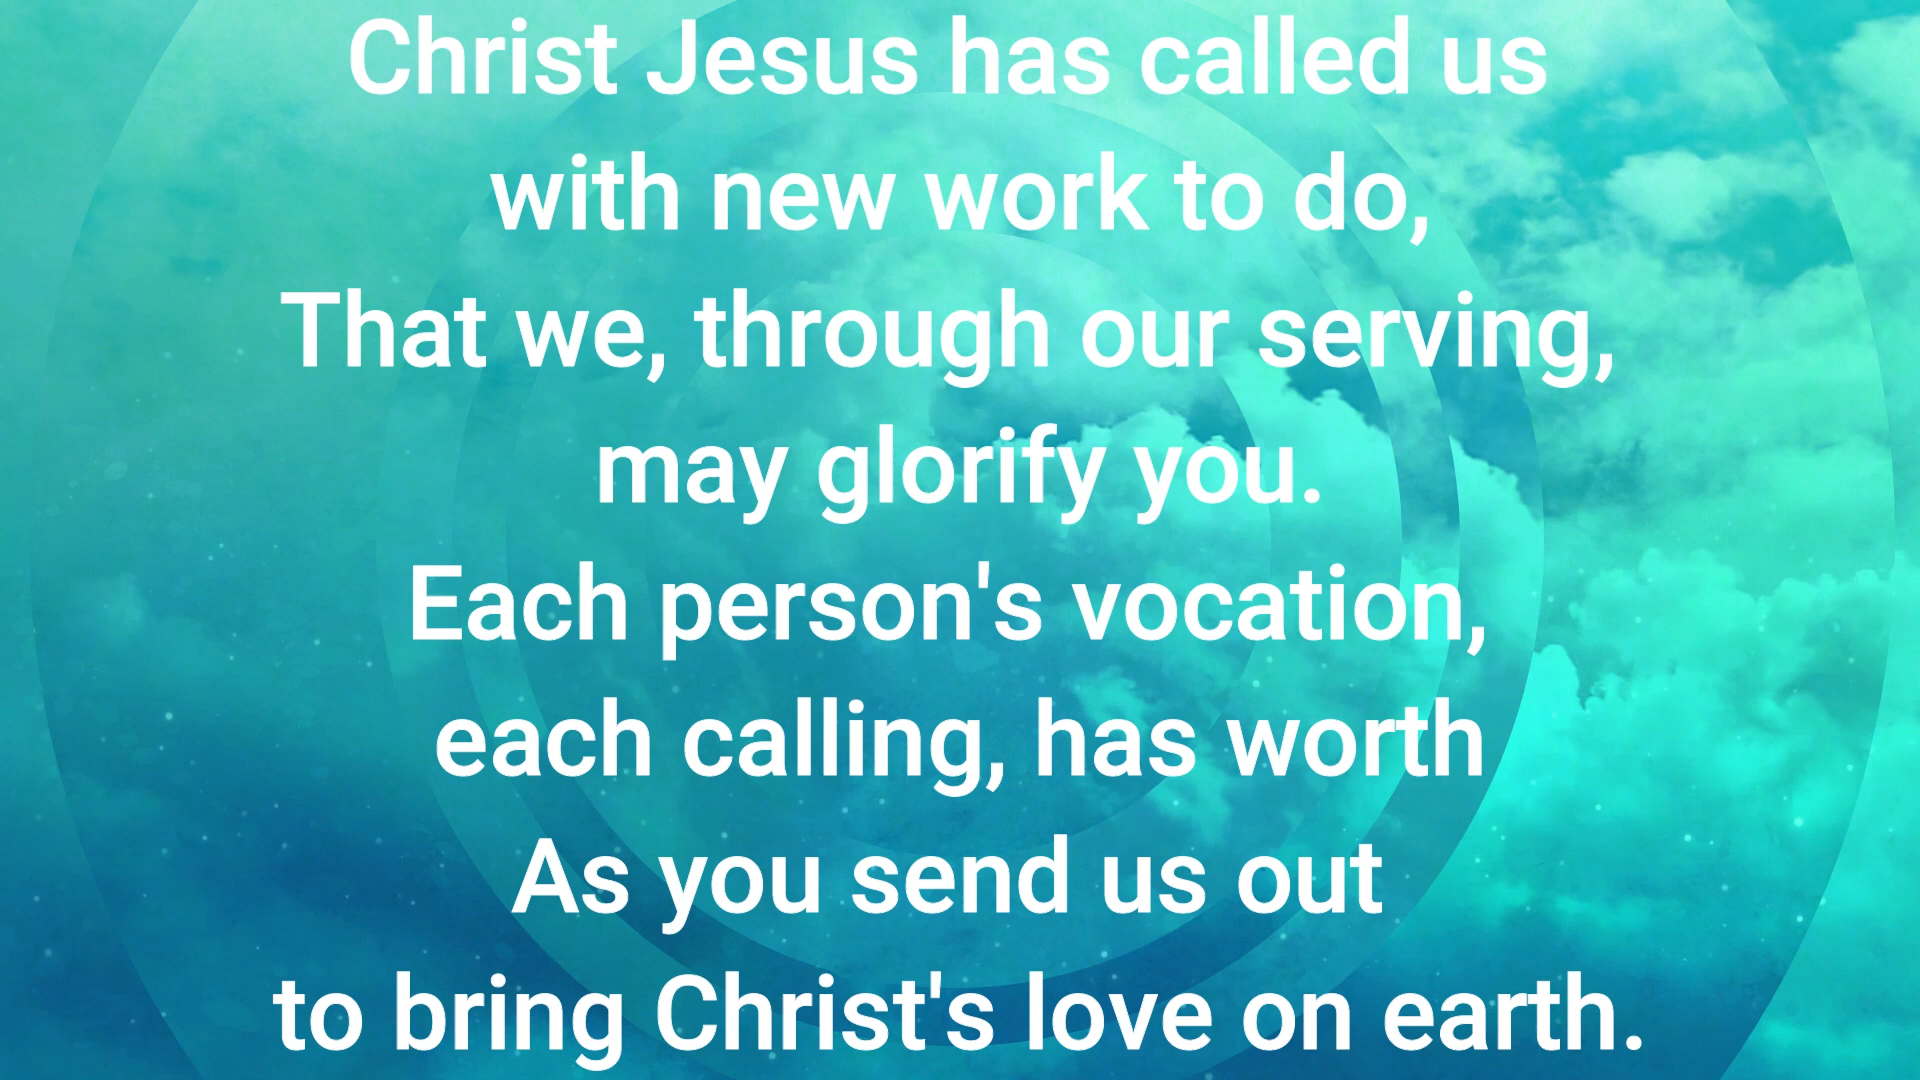 Christ Jesus has called us
with new work to do,
That we, through our serving,
may glorify you.
Each person's vocation,
each calling, has worth
As you send us out
to bring Christ's love on earth.